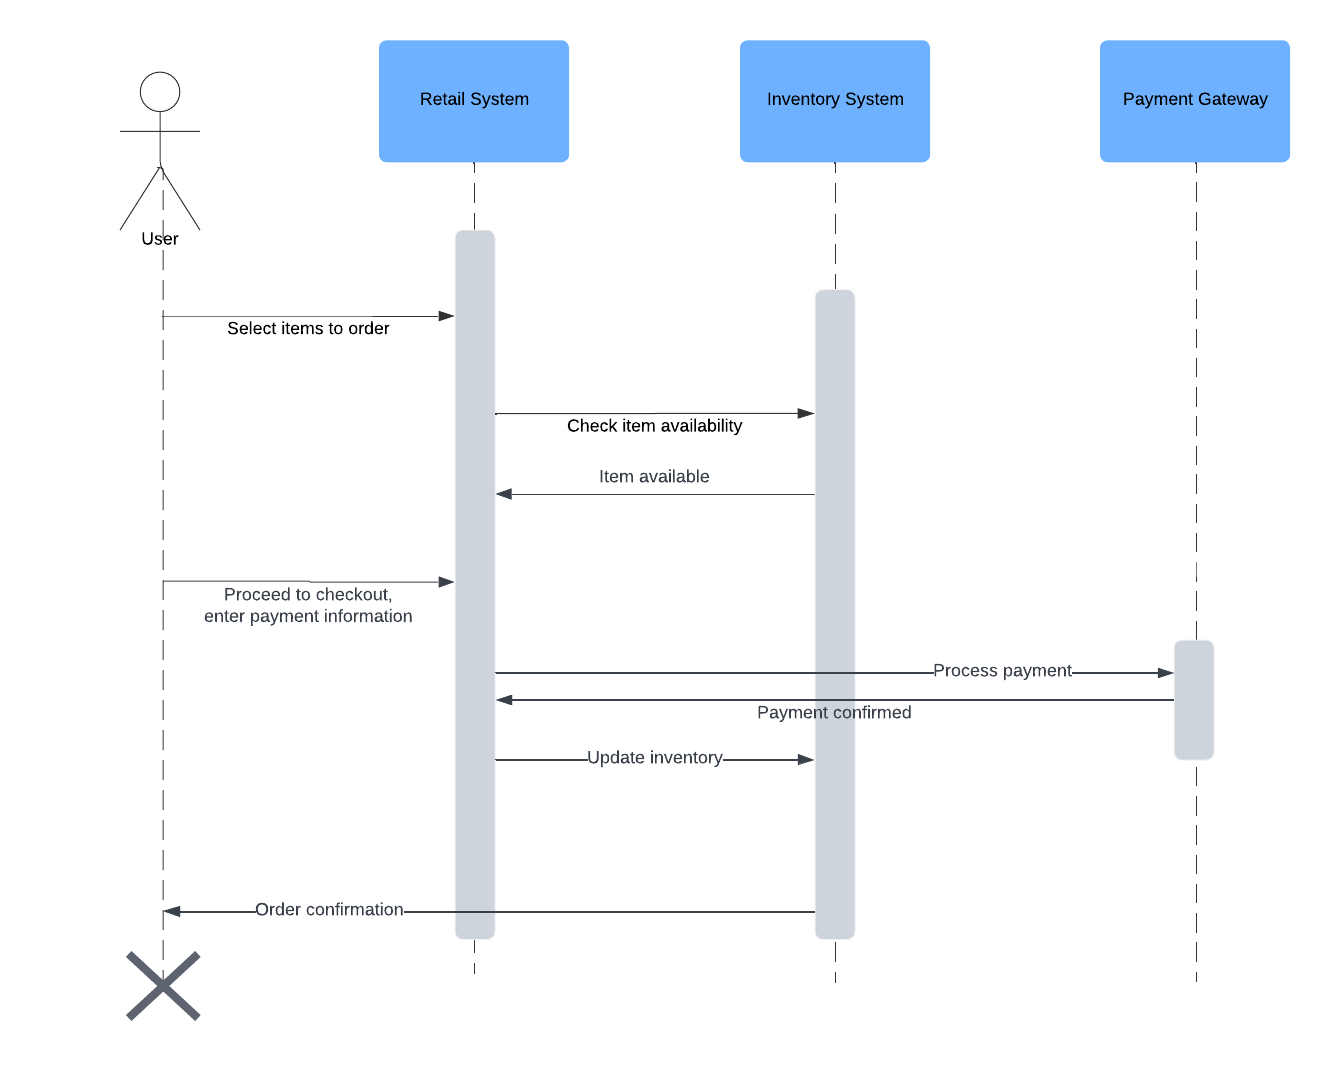 Retail System
Inventory System
Payment Gateway
User
Select items to order
Check item availability
Item available
Proceed to checkout,
enter payment information
Process payment
Payment confirmed
Update inventory
Order confirmation